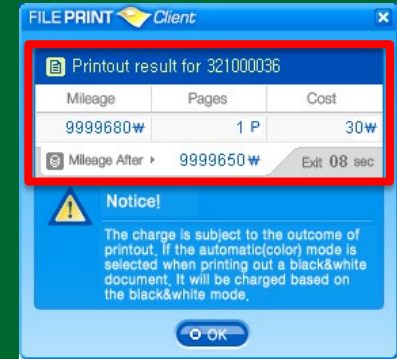 FILE PRINT Client
Printout result for 321000036
Mileage Pages Cost
9999680₩ 1 P 30₩
Mileage After 9999650₩ Exit 08 sec
Notice!
The charge is subject to the outcome of
printout. If the automatic(color) mode is
selected when printing out a black&white
document, It will be charged based on
the black&white mode.
OK